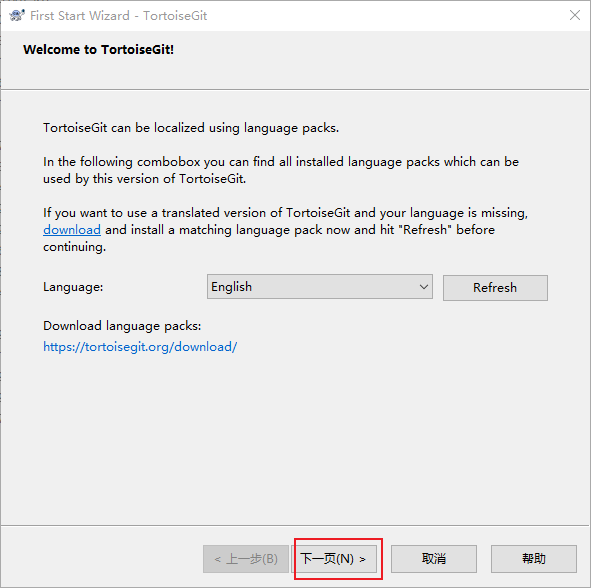 First Start Wizard - TortoiseGit
Welcome to TortoiseGit!
TortoiseGit can be localized using language packs.
In the following combobox you can find all installed language packs which can be
used by this version of TortoiseGit.
If you want to use a translated version of TortoiseGit and your language is missing,
download and install a matching language pack now and hit "Refresh" before
continuing.
Language: English Refresh
Download language packs:
https://tortoisegit.org/download/
< 上一步(B) 下一页(N) > 取消 帮助